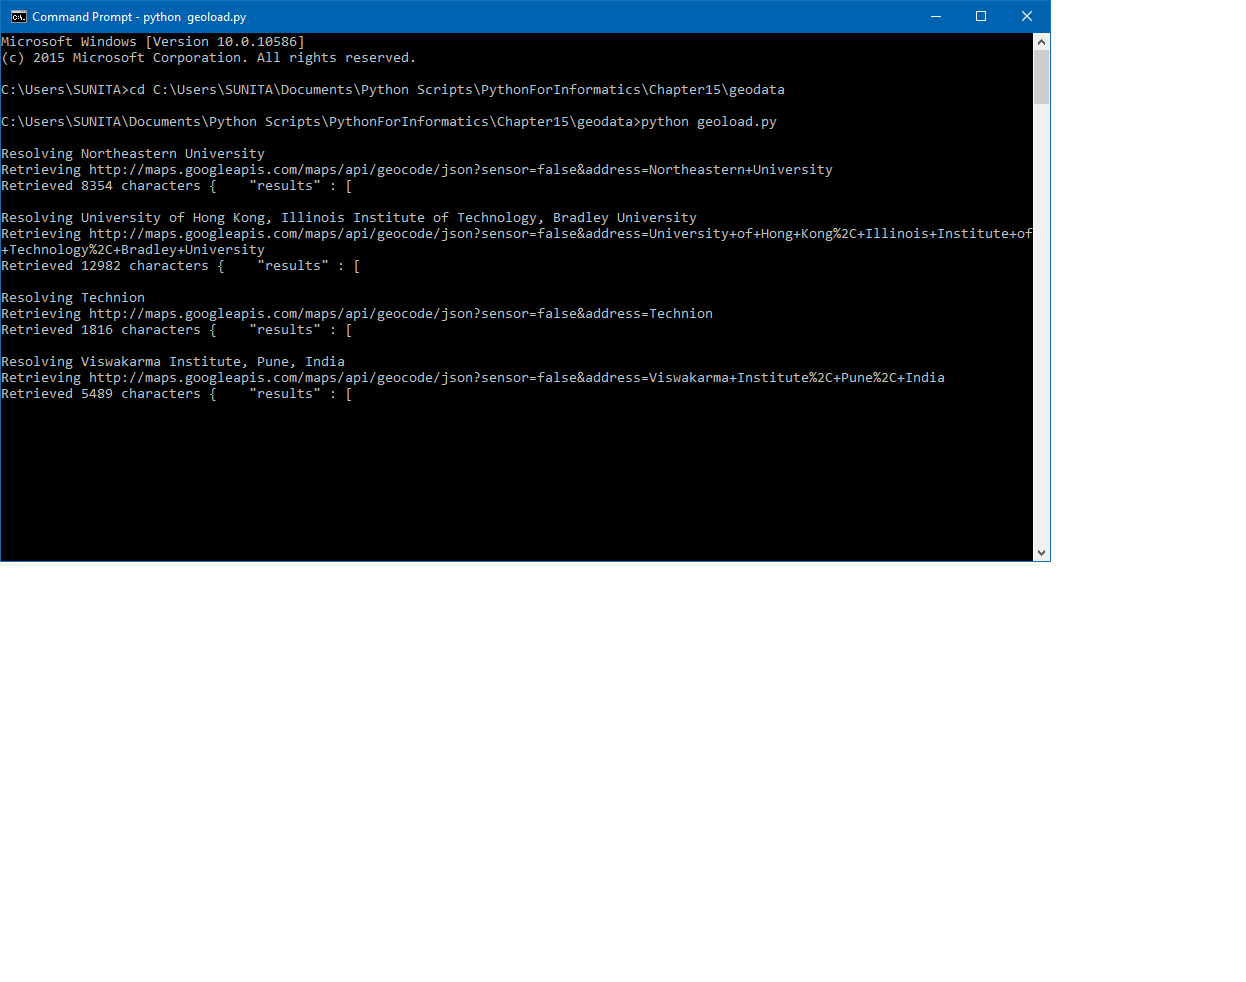 Command Prompt - python  geoload.py
Microsoft Windows [Version 10.0.10586]
(c) 2015 Microsoft Corporation. All rights reserved.
C:\Users\SUNITA>cd C:\Users\SUNITA\Documents\Python Scripts\PythonForInformatics\Chapter15\geodata
C:\Users\SUNITA\Documents\Python Scripts\PythonForInformatics\Chapter15\geodata>python geoload.py
Resolving Northeastern University
Retrieving http://maps.googleapis.com/maps/api/geocode/json?sensor=false&address=Northeastern+University
Retrieved 8354 characters {    "results" : [
Resolving University of Hong Kong, Illinois Institute of Technology, Bradley University
Retrieving http://maps.googleapis.com/maps/api/geocode/json?sensor=false&address=University+of+Hong+Kong%2C+Illinois+Institute+of
+Technology%2C+Bradley+University
Retrieved 12982 characters {    "results" : [
Resolving Technion
Retrieving http://maps.googleapis.com/maps/api/geocode/json?sensor=false&address=Technion
Retrieved 1816 characters {    "results" : [
Resolving Viswakarma Institute, Pune, India
Retrieving http://maps.googleapis.com/maps/api/geocode/json?sensor=false&address=Viswakarma+Institute%2C+Pune%2C+India
Retrieved 5489 characters {    "results" : [